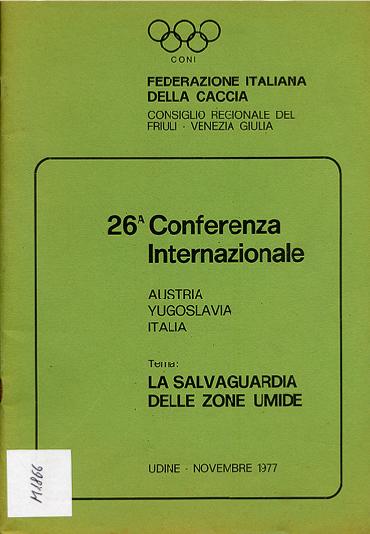 CONI
FEDERAZIONE ITALIANA
DELLA CACCIA
CONSIGLIO REGIONALE DEL
FRIULI - VENEZIA GIULIA
26ª Conferenza
Internazionale
AUSTRIA
YUGOSLAVIA
ITALIA
Tema:
LA SALVAGUARDIA
DELLE ZONE UMIDE
UDINE - NOVEMBRE 1977
M1866